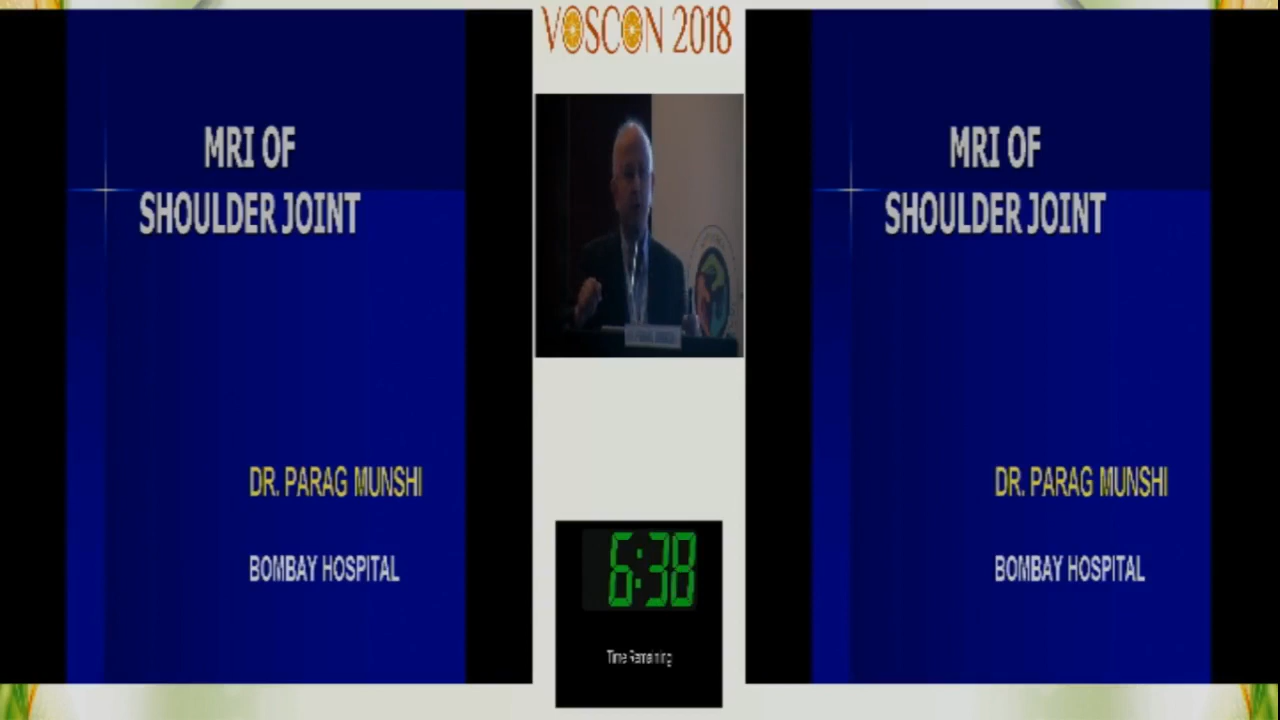 VOSCON 2018
MRI OF
SHOULDER JOINT
DR. PARAG MUNSHI
BOMBAY HOSPITAL
6:38
Time Remaining
MRI OF
SHOULDER JOINT
DR. PARAG MUNSHI
BOMBAY HOSPITAL